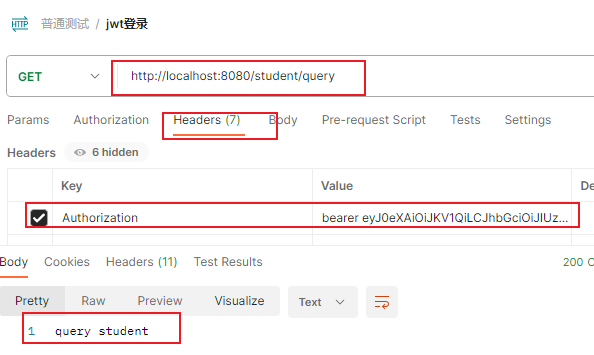 HTTP 普通测试 / jwt登录
GET http://localhost:8080/student/query
Params Authorization Headers (7) Body Pre-request Script Tests Settings
Headers 6 hidden
Key Value De
Authorization bearer eyJ0eXAiOiJKV1QiLCJhbGciOiJIUz...
Body Cookies Headers (11) Test Results 200 O
Pretty Raw Preview Visualize Text
1 query student